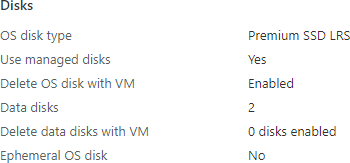 Disks
OS disk type Premium SSD LRS
Use managed disks Yes
Delete OS disk with VM Enabled
Data disks 2
Delete data disks with VM 0 disks enabled
Ephemeral OS disk No